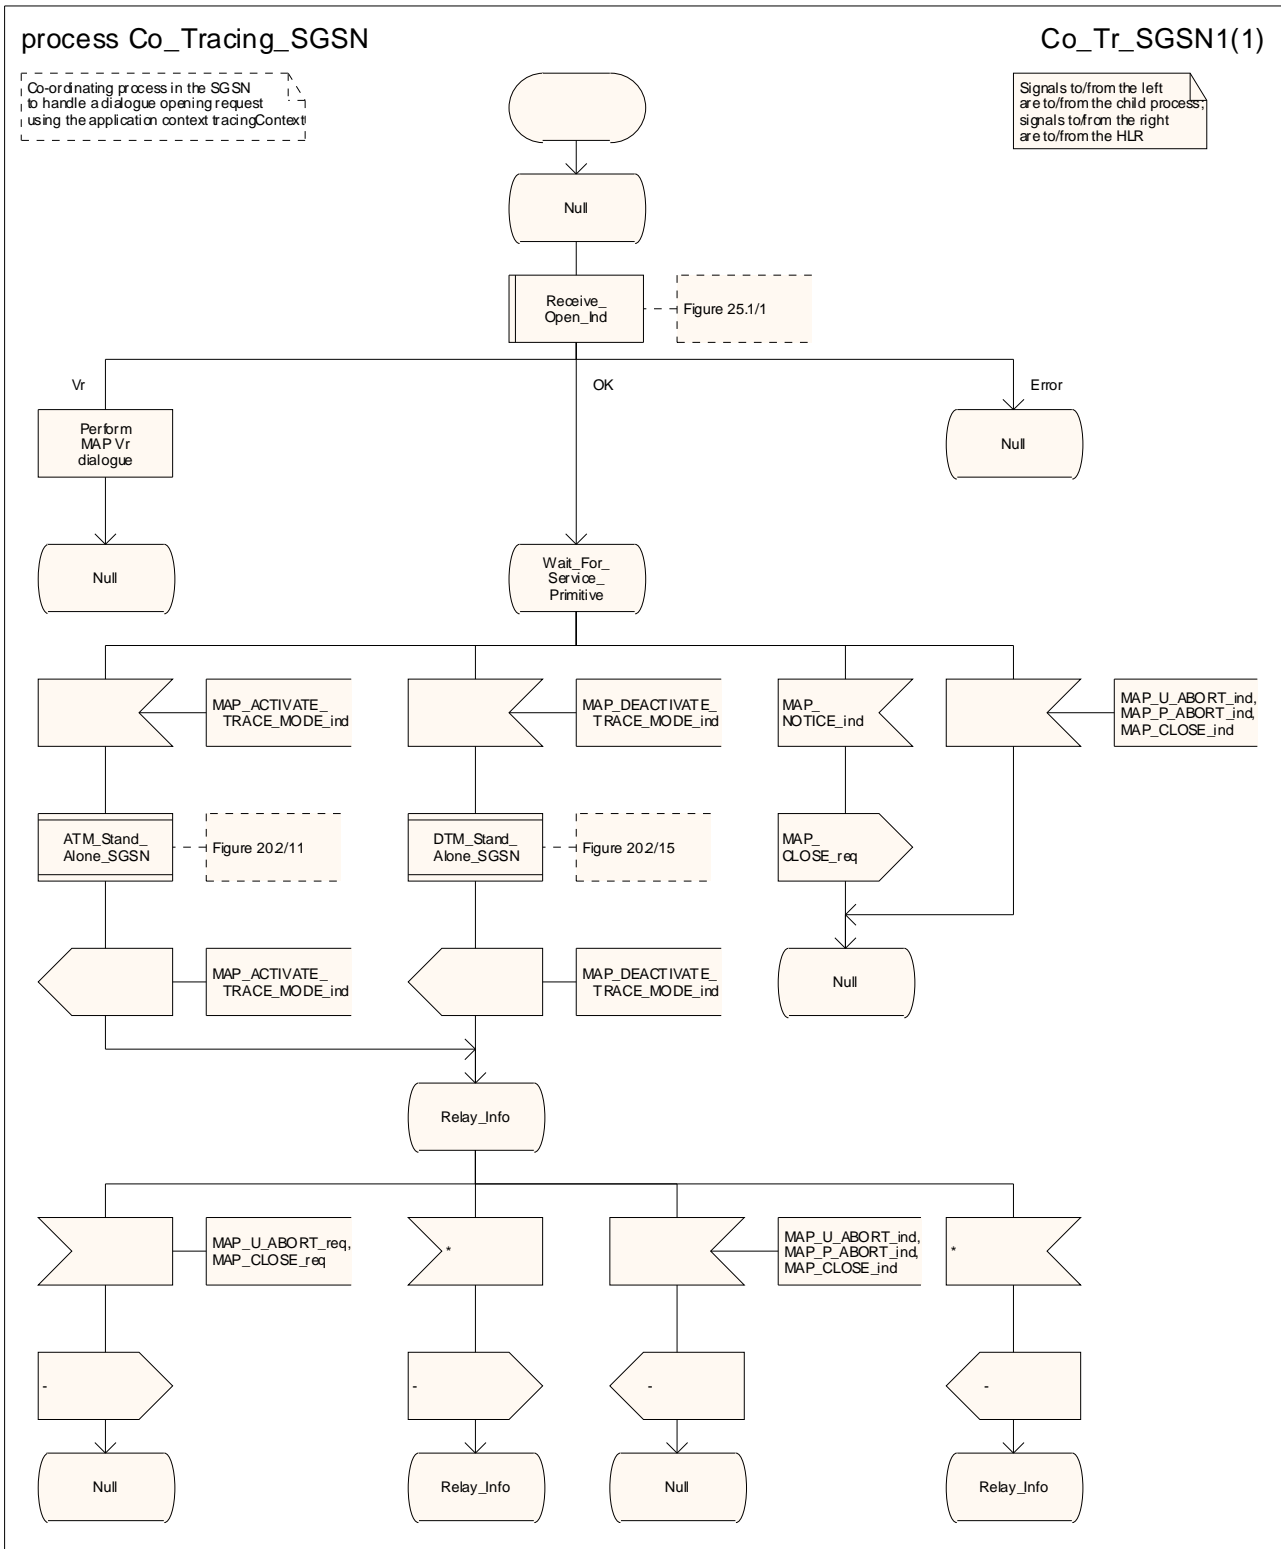 process Co_Tracing_SGSN
Co_Tr_SGSN1(1)
Co-ordinating process in the SGSN
to handle a dialogue opening request
using the application context tracingContext
Signals to/from the left
are to/from the child process;
signals to/from the right
are to/from the HLR
Null
Receive_
Open_Ind
Figure 25.1/1
Vr
OK
Error
Perform
MAP Vr
dialogue
Null
Null
Wait_For_
Service_
Primitive
MAP_ACTIVATE_
TRACE_MODE_ind
MAP_DEACTIVATE_
TRACE_MODE_ind
MAP_
NOTICE_ind
MAP_U_ABORT_ind,
MAP_P_ABORT_ind,
MAP_CLOSE_ind
ATM_Stand_
Alone_SGSN
Figure 20.2/11
DTM_Stand_
Alone_SGSN
Figure 20.2/15
MAP_
CLOSE_req
MAP_ACTIVATE_
TRACE_MODE_ind
MAP_DEACTIVATE_
TRACE_MODE_ind
Null
Relay_Info
MAP_U_ABORT_req,
MAP_CLOSE_req
*
MAP_U_ABORT_ind,
MAP_P_ABORT_ind,
MAP_CLOSE_ind
*
-
-
-
-
Null
Relay_Info
Null
Relay_Info